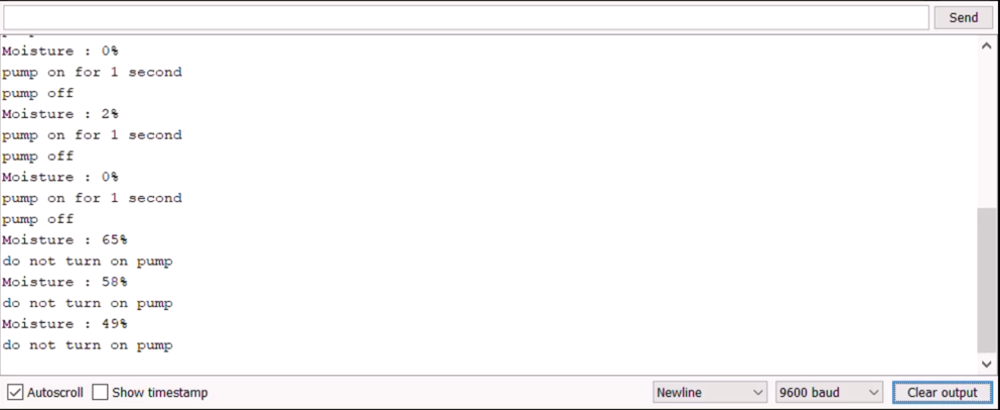 Send
Moisture : 0%
pump on for 1 second
pump off
Moisture : 2%
pump on for 1 second
pump off
Moisture : 0%
pump on for 1 second
pump off
Moisture : 65%
do not turn on pump
Moisture : 58%
do not turn on pump
Moisture : 49%
do not turn on pump
Autoscroll Show timestamp Newline 9600 baud Clear output